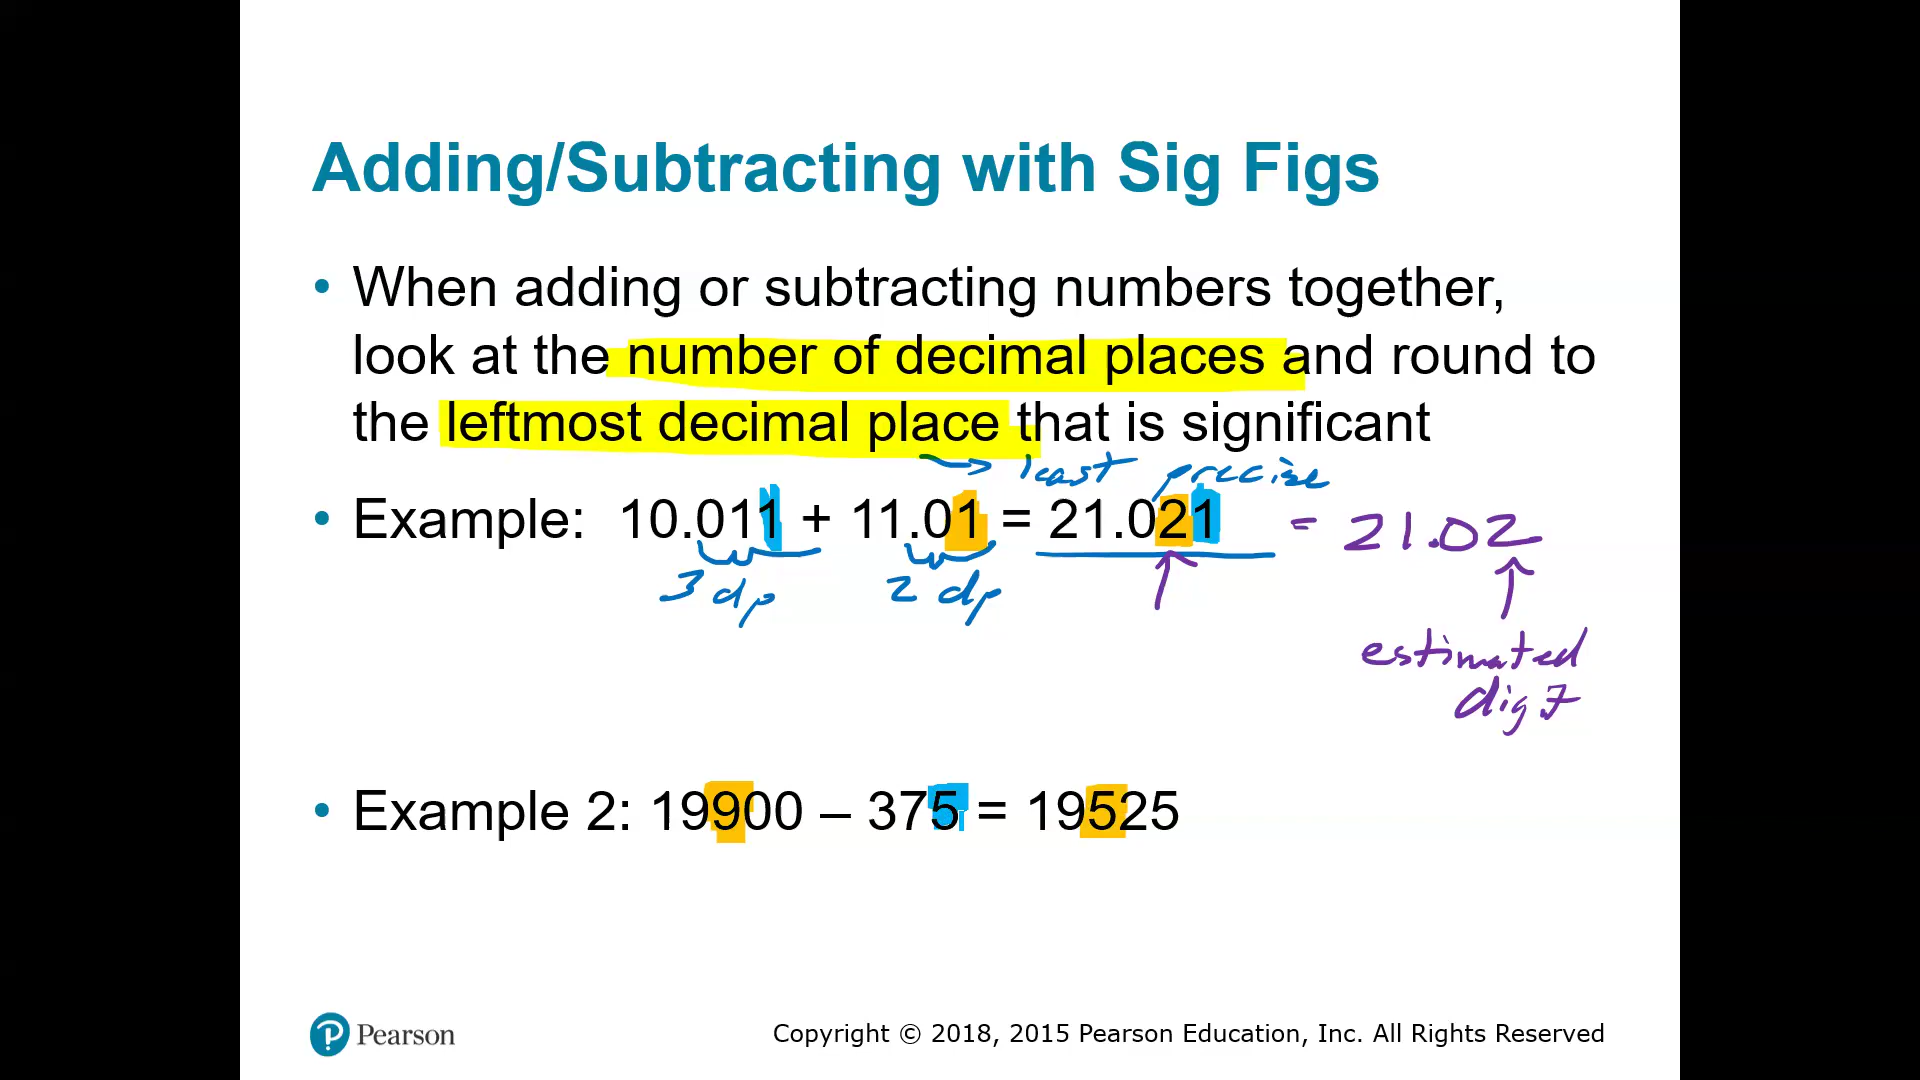 Adding/Subtracting with Sig Figs
• When adding or subtracting numbers together,
look at the number of decimal places and round to
the leftmost decimal place that is significant
→ least precise
• Example: 10.011 + 11.01 = 21.021 = 21.02
3 dp 2 dp
estimated
digit
• Example 2: 19900 – 375 = 19525
Pearson
Copyright © 2018, 2015 Pearson Education, Inc. All Rights Reserved